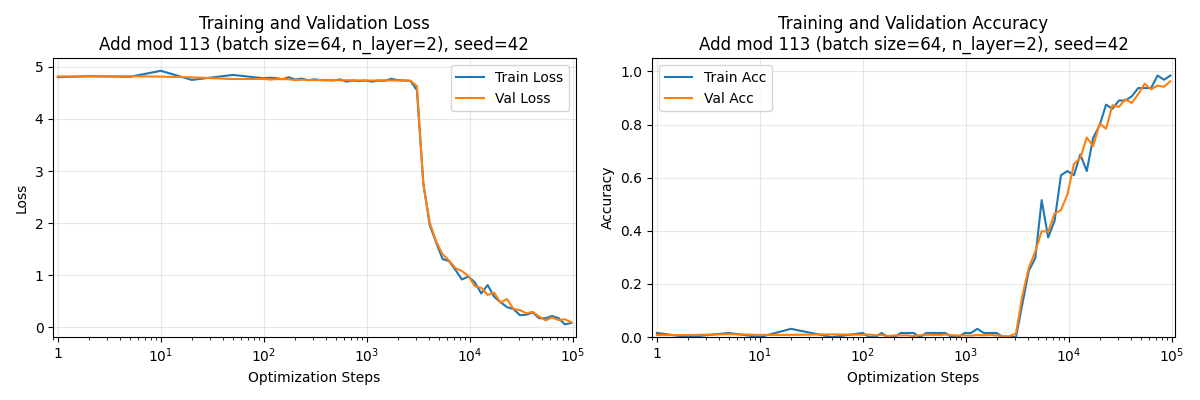 Training and Validation Loss
Add mod 113 (batch size=64, n_layer=2), seed=42
5
4
3
2
1
0
Loss
Train Loss
Val Loss
1 10^1 10^2 10^3 10^4 10^5
Optimization Steps
Training and Validation Accuracy
Add mod 113 (batch size=64, n_layer=2), seed=42
1.0
0.8
0.6
0.4
0.2
0.0
Accuracy
Train Acc
Val Acc
1 10^1 10^2 10^3 10^4 10^5
Optimization Steps